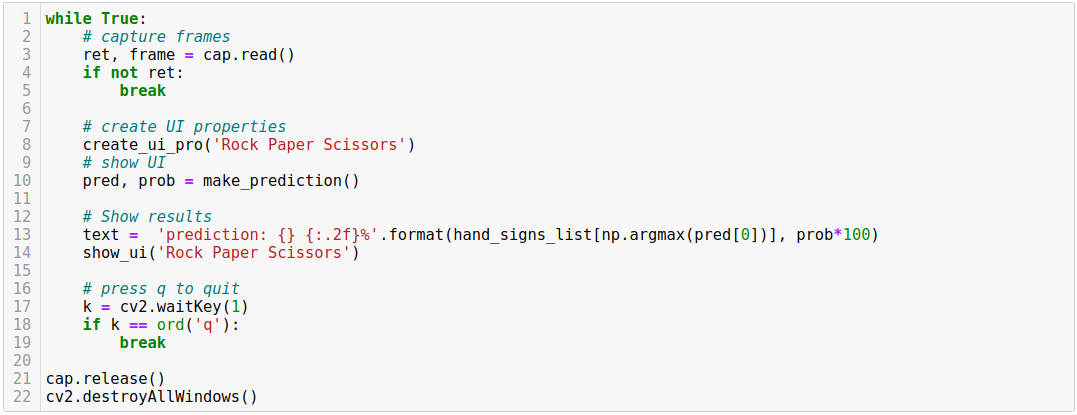 1 while True:
2     # capture frames
3     ret, frame = cap.read()
4     if not ret:
5         break
6
7     # create UI properties
8     create_ui_pro('Rock Paper Scissors')
9     # show UI
10     pred, prob = make_prediction()
11
12     # Show results
13     text =  'prediction: {} {:.2f}%'.format(hand_signs_list[np.argmax(pred[0])], prob*100)
14     show_ui('Rock Paper Scissors')
15
16     # press q to quit
17     k = cv2.waitKey(1)
18     if k == ord('q'):
19         break
20
21 cap.release()
22 cv2.destroyAllWindows()